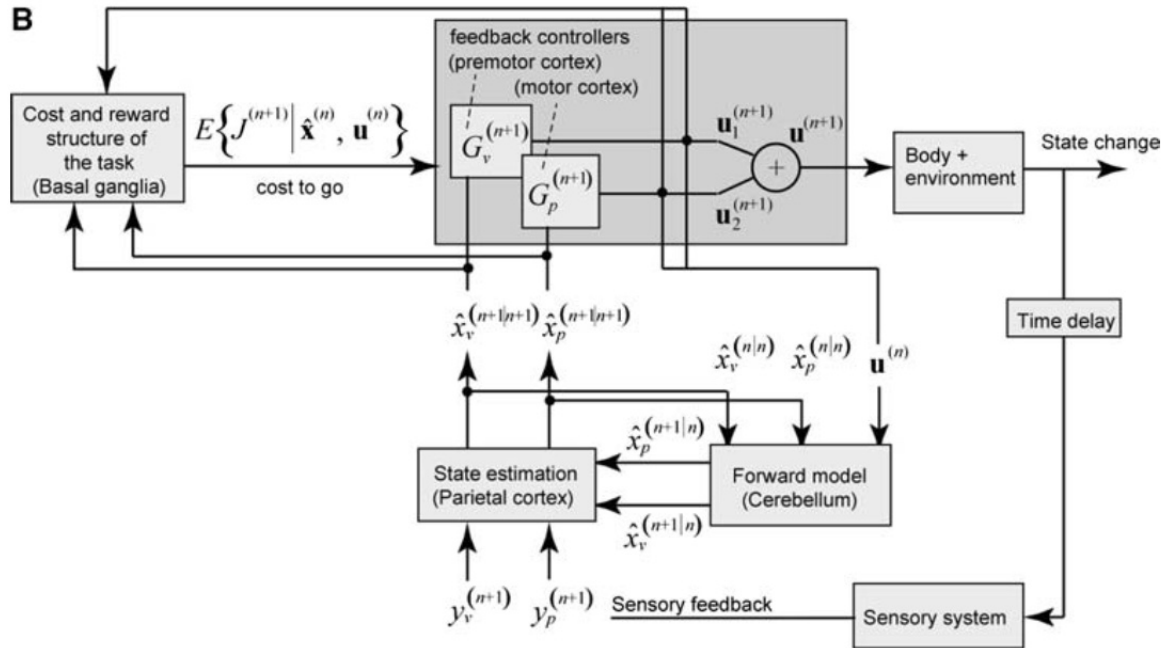 B
feedback controllers
(premotor cortex)
(motor cortex)
Cost and reward
structure of
the task
(Basal ganglia)
E{J^(n+1)| x̂^(n), u^(n)}
cost to go
G_v^(n+1)
G_p^(n+1)
u_1^(n+1)
u^(n+1)
+
u_2^(n+1)
Body +
environment
State change
Time delay
x̂_v^(n+1|n+1) x̂_p^(n+1|n+1)
x̂_v^(n|n) x̂_p^(n|n) u^(n)
State estimation
(Parietal cortex)
x̂_p^(n+1|n)
x̂_v^(n+1|n)
Forward model
(Cerebellum)
y_v^(n+1) y_p^(n+1)
Sensory feedback
Sensory system